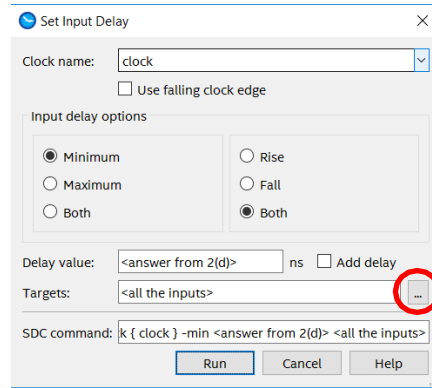 Set Input Delay
Clock name: clock
Use falling clock edge
Input delay options
Minimum Rise
Maximum Fall
Both Both
Delay value: <answer from 2(d)> ns Add delay
Targets: <all the inputs> ...
SDC command: k { clock } -min <answer from 2(d)> <all the inputs>
Run Cancel Help